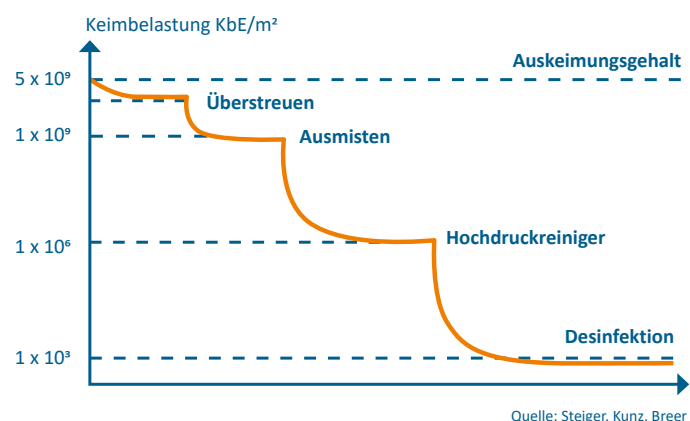 Keimbelastung KbE/m²
Auskeimungsgehalt
5 x 10⁹
Überstreuen
1 x 10⁹
Ausmisten
Hochdruckreiniger
1 x 10⁶
Desinfektion
1 x 10³
Quelle: Steiger, Kunz, Breer